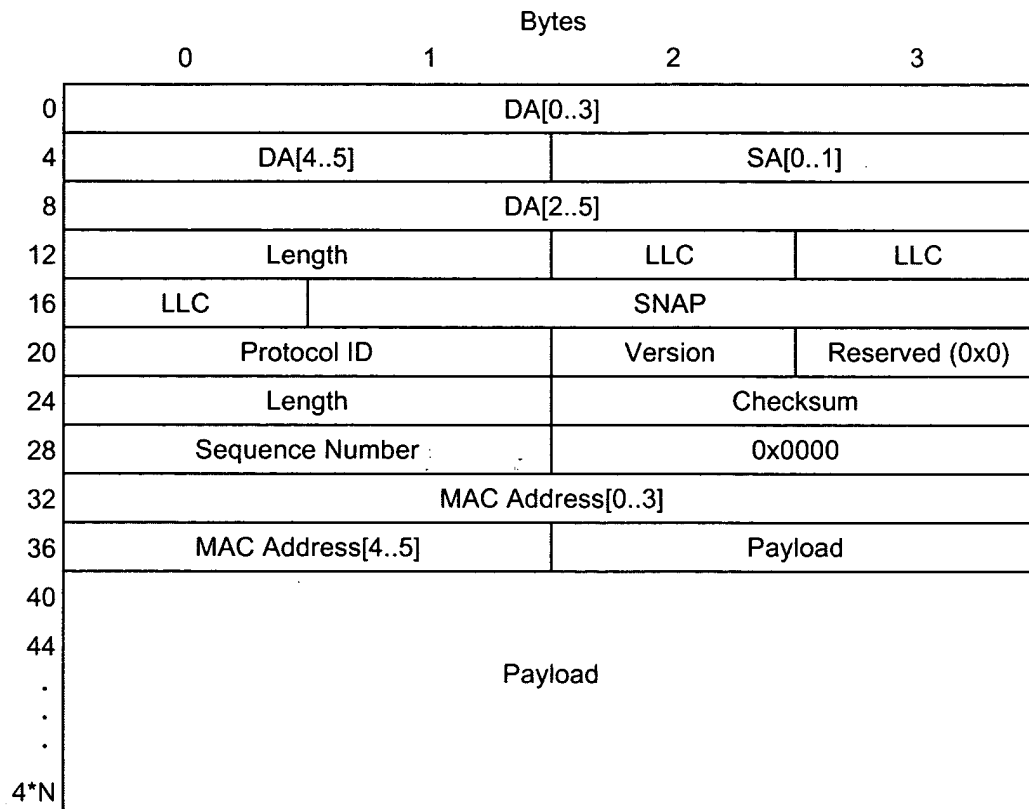 Bytes
0 1 2 3
0 DA[0..3]
4 DA[4..5] SA[0..1]
8 DA[2..5]
12 Length LLC LLC
16 LLC SNAP
20 Protocol ID Version Reserved (0x0)
24 Length Checksum
28 Sequence Number 0x0000
32 MAC Address[0..3]
36 MAC Address[4..5] Payload
40
44
Payload
.
.
.
4*N